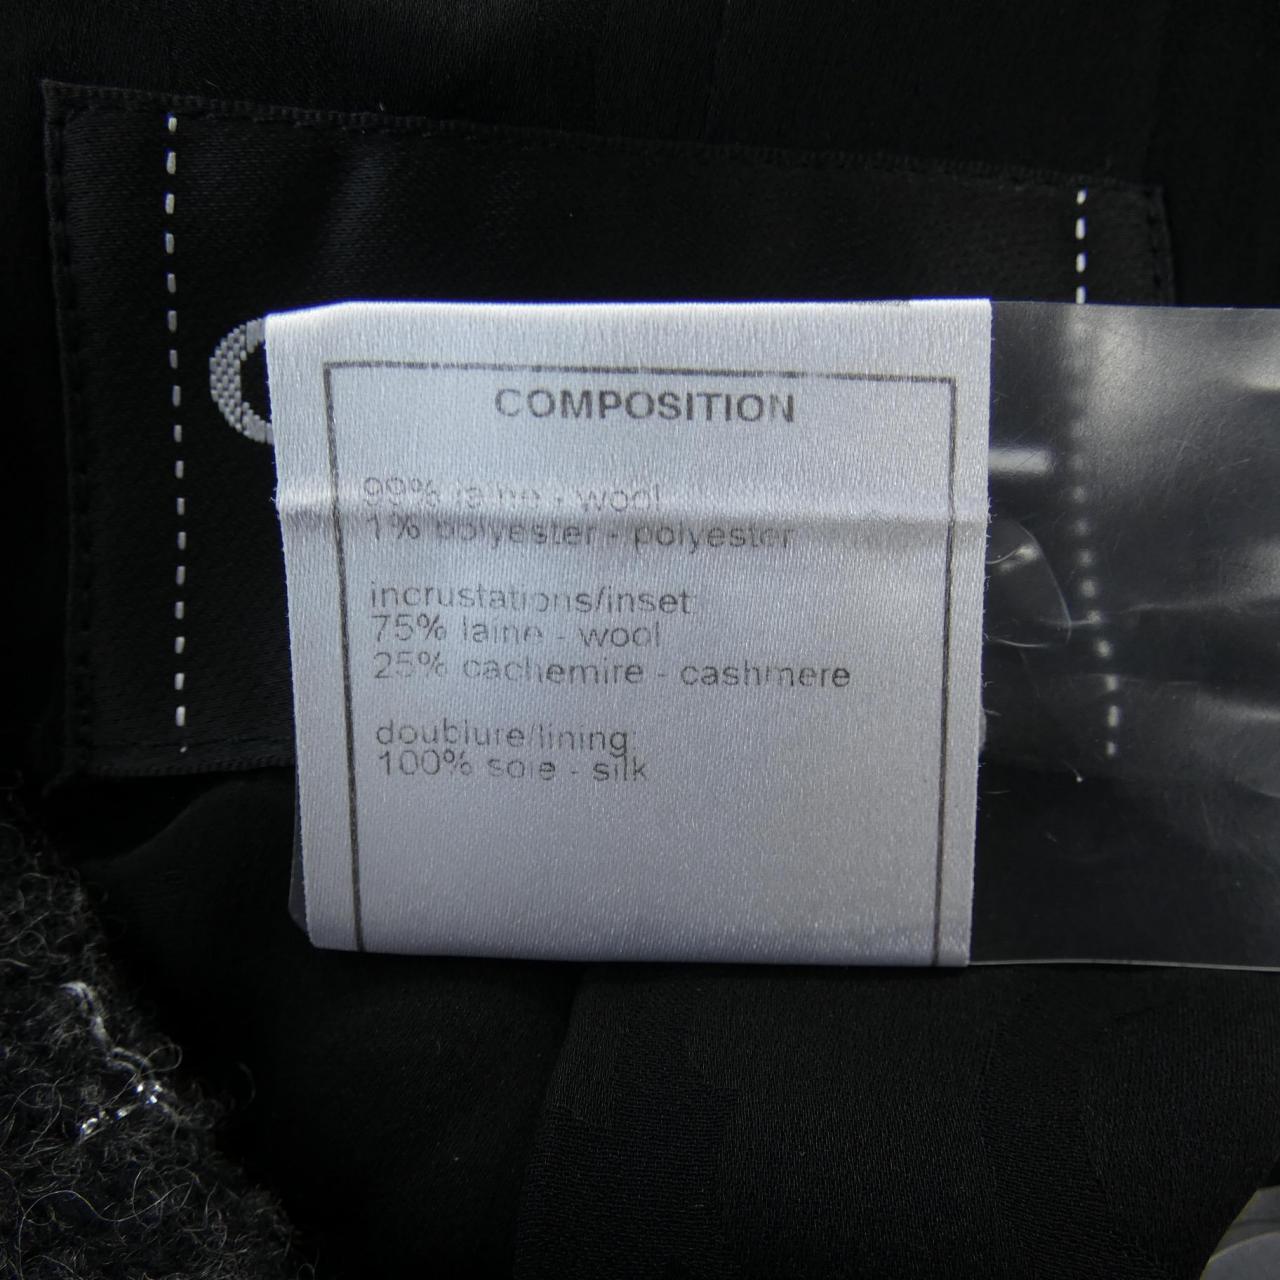 COMPOSITION
99% laine - wool
1% polyester - polyester
incrustations/inset:
75% laine - wool
25% cachemire - cashmere
doublure/lining:
100% soie - silk